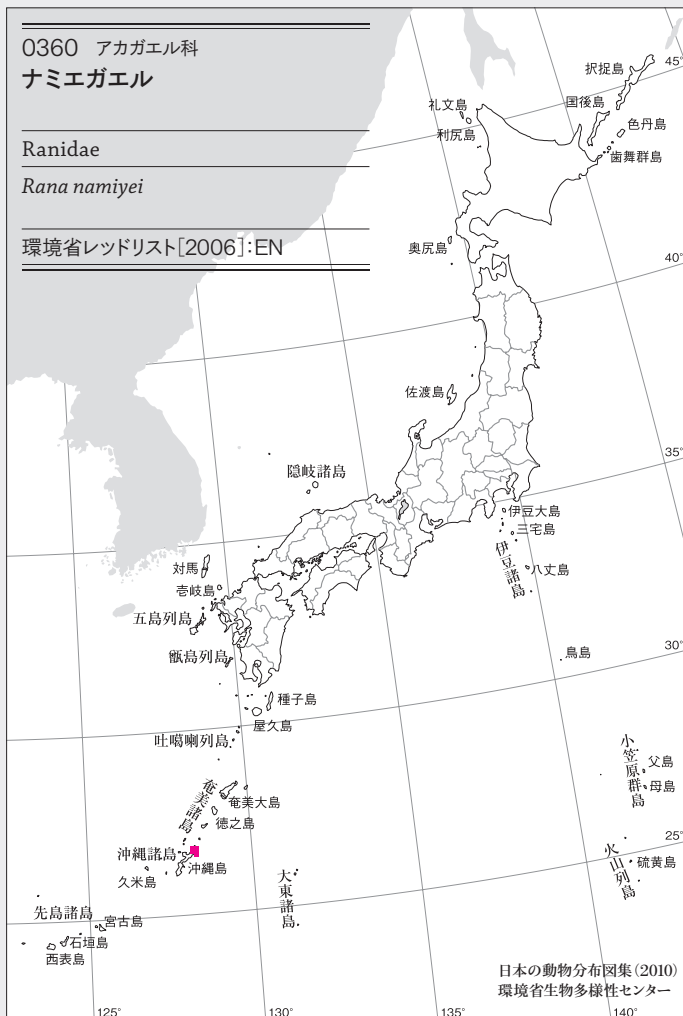 0360 アカガエル科
ナミエガエル
Ranidae
Rana namiyei
環境省レッドリスト[2006]:EN
択捉島
45°
礼文島
国後島
利尻島
色丹島
歯舞群島
奥尻島
40°
佐渡島
35°
隠岐諸島
伊豆大島
三宅島
伊豆諸島
八丈島
対馬
壱岐島
五島列島
甑島列島
鳥島
30°
種子島
屋久島
吐噶喇列島
小笠原群島
父島
母島
奄美諸島
奄美大島
徳之島
25°
沖縄諸島
沖縄島
久米島
火山列島
硫黄島
大東諸島
先島諸島
宮古島
石垣島
西表島
日本の動物分布図集(2010)
環境省生物多様性センター
125°
130°
135°
140°